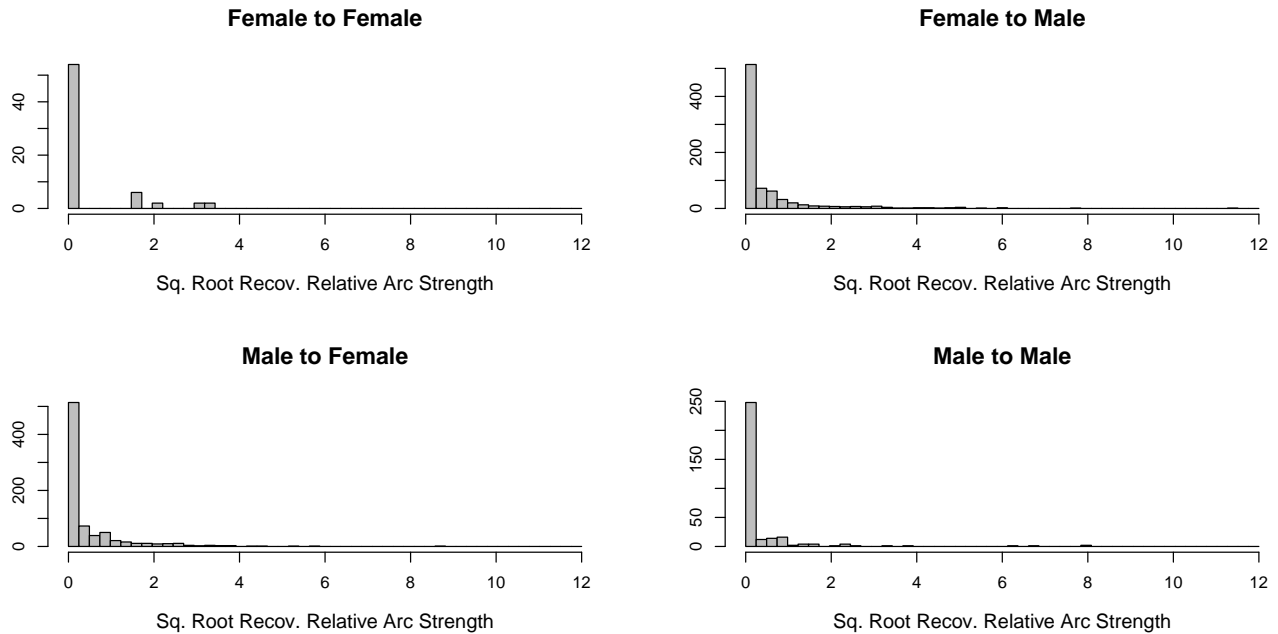 Female to Female
0 20 40
0 2 4 6 8 10 12
Sq. Root Recov. Relative Arc Strength
Female to Male
0 200 400
0 2 4 6 8 10 12
Sq. Root Recov. Relative Arc Strength
Male to Female
0 200 400
0 2 4 6 8 10 12
Sq. Root Recov. Relative Arc Strength
Male to Male
0 50 150 250
0 2 4 6 8 10 12
Sq. Root Recov. Relative Arc Strength